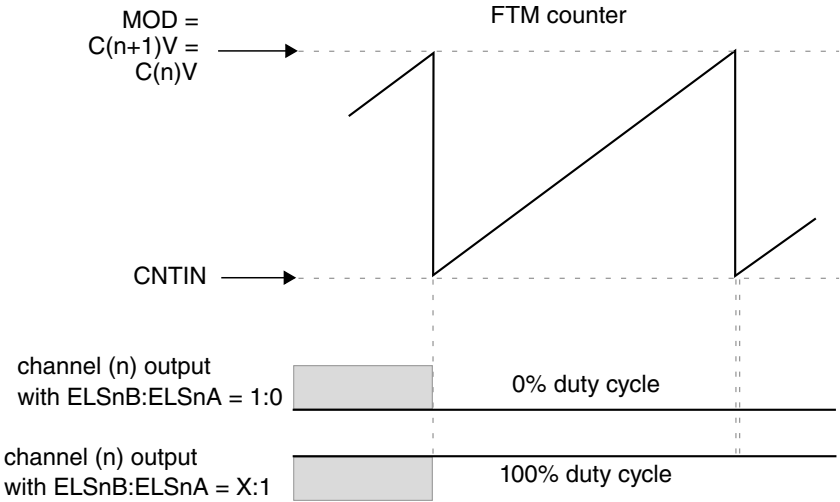 FTM counter
MOD =
C(n+1)V =
C(n)V
CNTIN
channel (n) output
with ELSnB:ELSnA = 1:0
0% duty cycle
channel (n) output
with ELSnB:ELSnA = X:1
100% duty cycle